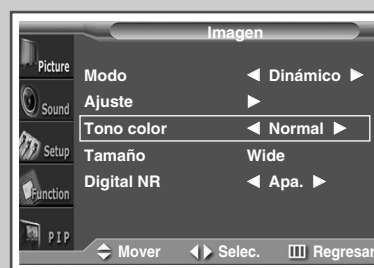 Imagen
Picture
Sound
Setup
Function
PIP
Modo ◀ Dinámico ▶
Ajuste ▶
Tono color ◀ Normal ▶
Tamaño Wide
Digital NR ◀ Apa. ▶
Mover Selec. Regresar